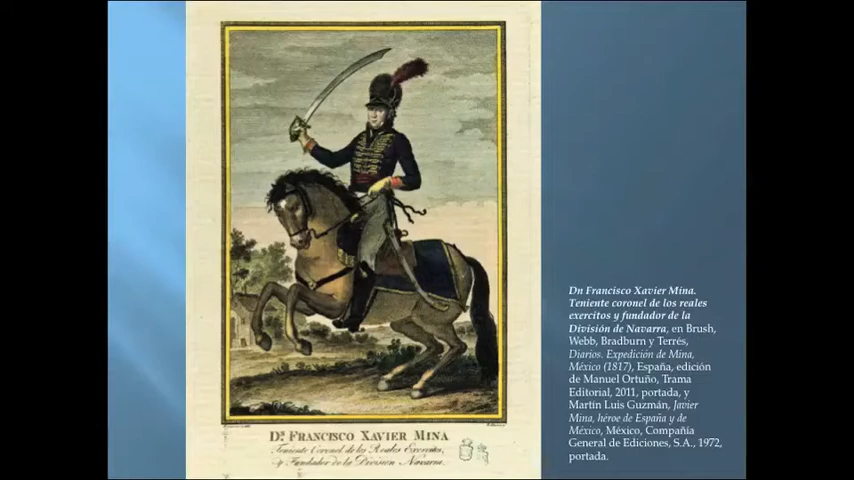 Dn Francisco Xavier Mina.
Teniente coronel de los reales
exercitos y fundador de la
División de Navarra, en Brush,
Webb, Bradburn y Terrés,
Diarios. Expedición de Mina,
México (1817), España, edición
de Manuel Ortuño, Trama
Editorial, 2011, portada, y
Martín Luis Guzmán, Javier
Mina, héroe de España y de
México, México, Compañía
General de Ediciones, S.A., 1972,
portada.
Dn. FRANCISCO XAVIER MINA
Teniente Coronel de los Reales Exercitos,
y Fundador de la Division Navarra.